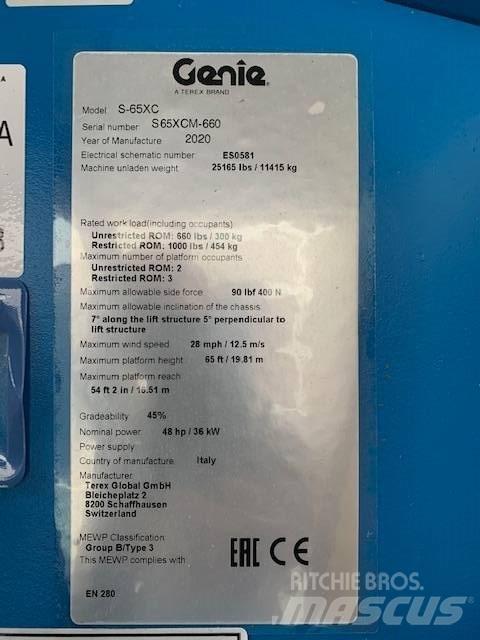 Genie
A TEREX BRAND
Model S-65XC
Serial number S65XCM-660
Year of Manufacture 2020
Electrical schematic number ES0581
Machine unladen weight 25165 lbs / 11415 kg
Rated work load(including occupants)
Unrestricted ROM: 660 lbs / 300 kg
Restricted ROM: 1000 lbs / 454 kg
Maximum number of platform occupants
Unrestricted ROM: 2
Restricted ROM: 3
Maximum allowable side force 90 lbf 400 N
Maximum allowable inclination of the chassis:
7° along the lift structure 5° perpendicular to
lift structure
Maximum wind speed 28 mph / 12.5 m/s
Maximum platform height 65 ft / 19.81 m
Maximum platform reach
54 ft 2 in / 16.51 m
Gradeability 45%
Nominal power 48 hp / 36 kW
Power supply
Country of manufacture Italy
Manufacturer
Terex Global GmbH
Bleicheplatz 2
8200 Schaffhausen
Switzerland
MEWP Classification
Group B/Type 3
This MEWP complies with
EAC CE
EN 280
A
RITCHIE BROS.
MASCUS